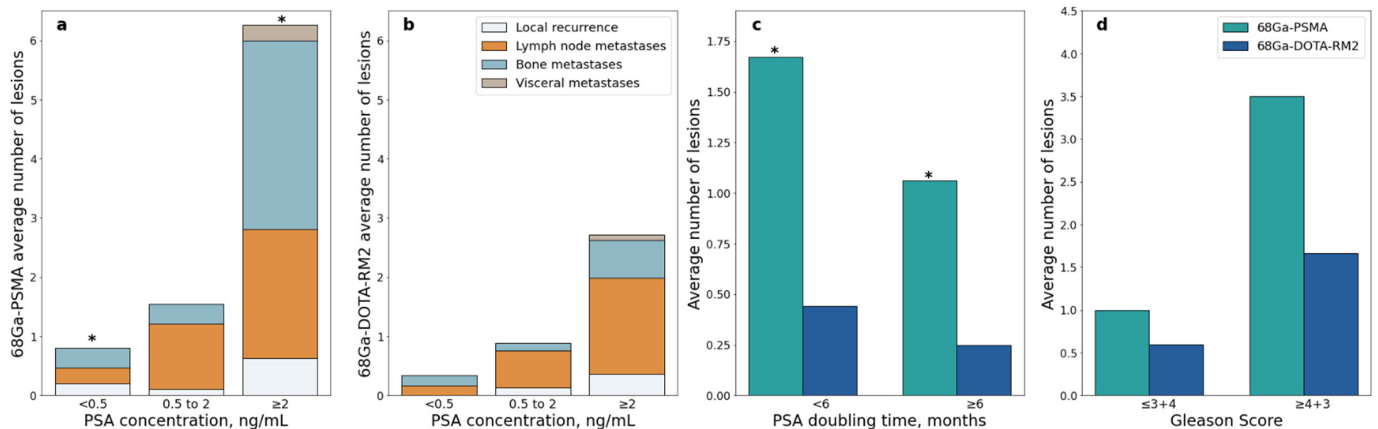 a
68Ga-PSMA average number of lesions
6
5
4
3
2
1
0
*
*
<0.5
0.5 to 2
≥2
PSA concentration, ng/mL
b
68Ga-DOTA-RM2 average number of lesions
6
5
4
3
2
1
0
Local recurrence
Lymph node metastases
Bone metastases
Visceral metastases
<0.5
0.5 to 2
≥2
PSA concentration, ng/mL
c
Average number of lesions
1.75
1.50
1.25
1.00
0.75
0.50
0.25
0.00
*
*
<6
≥6
PSA doubling time, months
d
Average number of lesions
4.5
4.0
3.5
3.0
2.5
2.0
1.5
1.0
0.5
0.0
68Ga-PSMA
68Ga-DOTA-RM2
≤3+4
≥4+3
Gleason Score